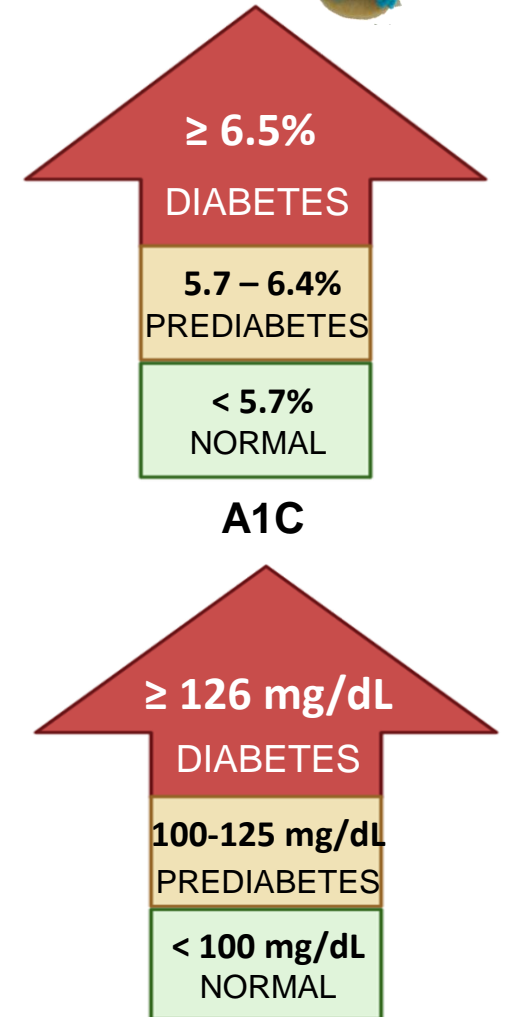 ≥ 6.5%
DIABETES
5.7 – 6.4%
PREDIABETES
< 5.7%
NORMAL
A1C
≥ 126 mg/dL
DIABETES
100-125 mg/dL
PREDIABETES
< 100 mg/dL
NORMAL